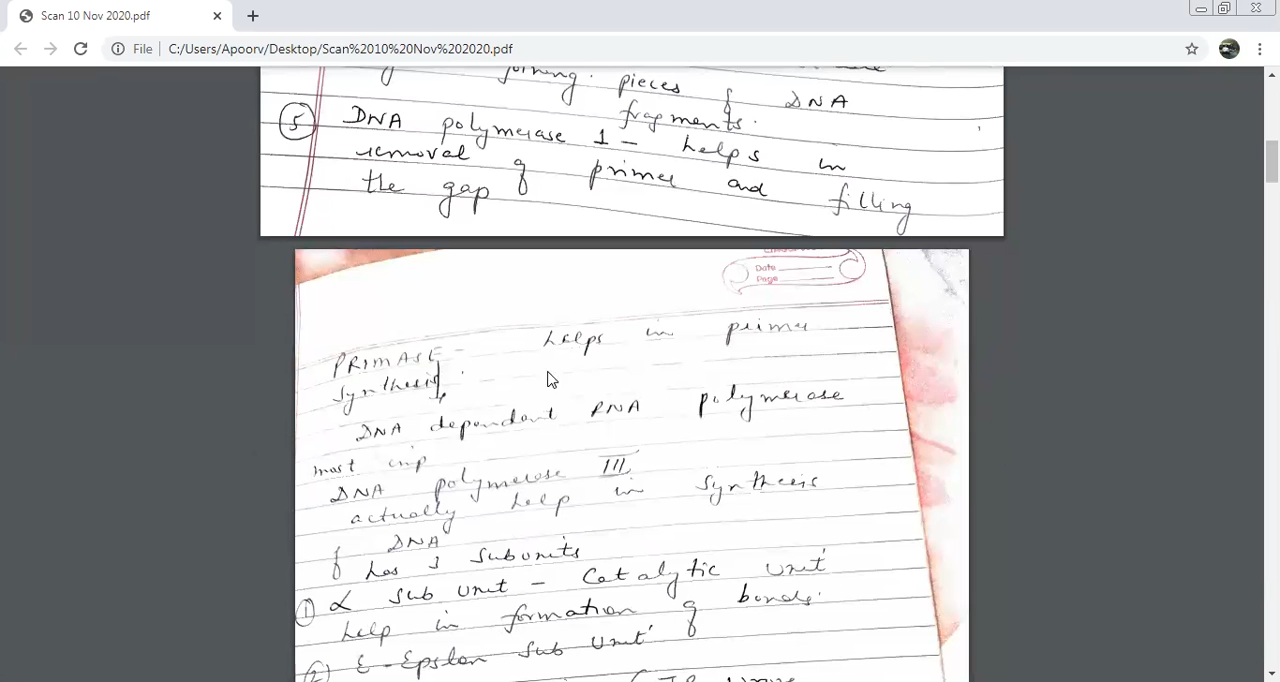 Scan 10 Nov 2020.pdf
File C:/Users/Apoorv/Desktop/Scan%2010%20Nov%202020.pdf
joining pieces of DNA
fragments.
5 DNA polymerase 1 - helps in
removal of primer and filling
the gap
Date
Page
PRIMASE - helps in primer
synthesis.
DNA dependant RNA polymerase
most imp
DNA polymerase III
actually help in synthesis
of DNA
has 3 subunits
1 α sub unit - Catalytic unit
help in formation of bonds.
2 ε - Epsilon sub unit